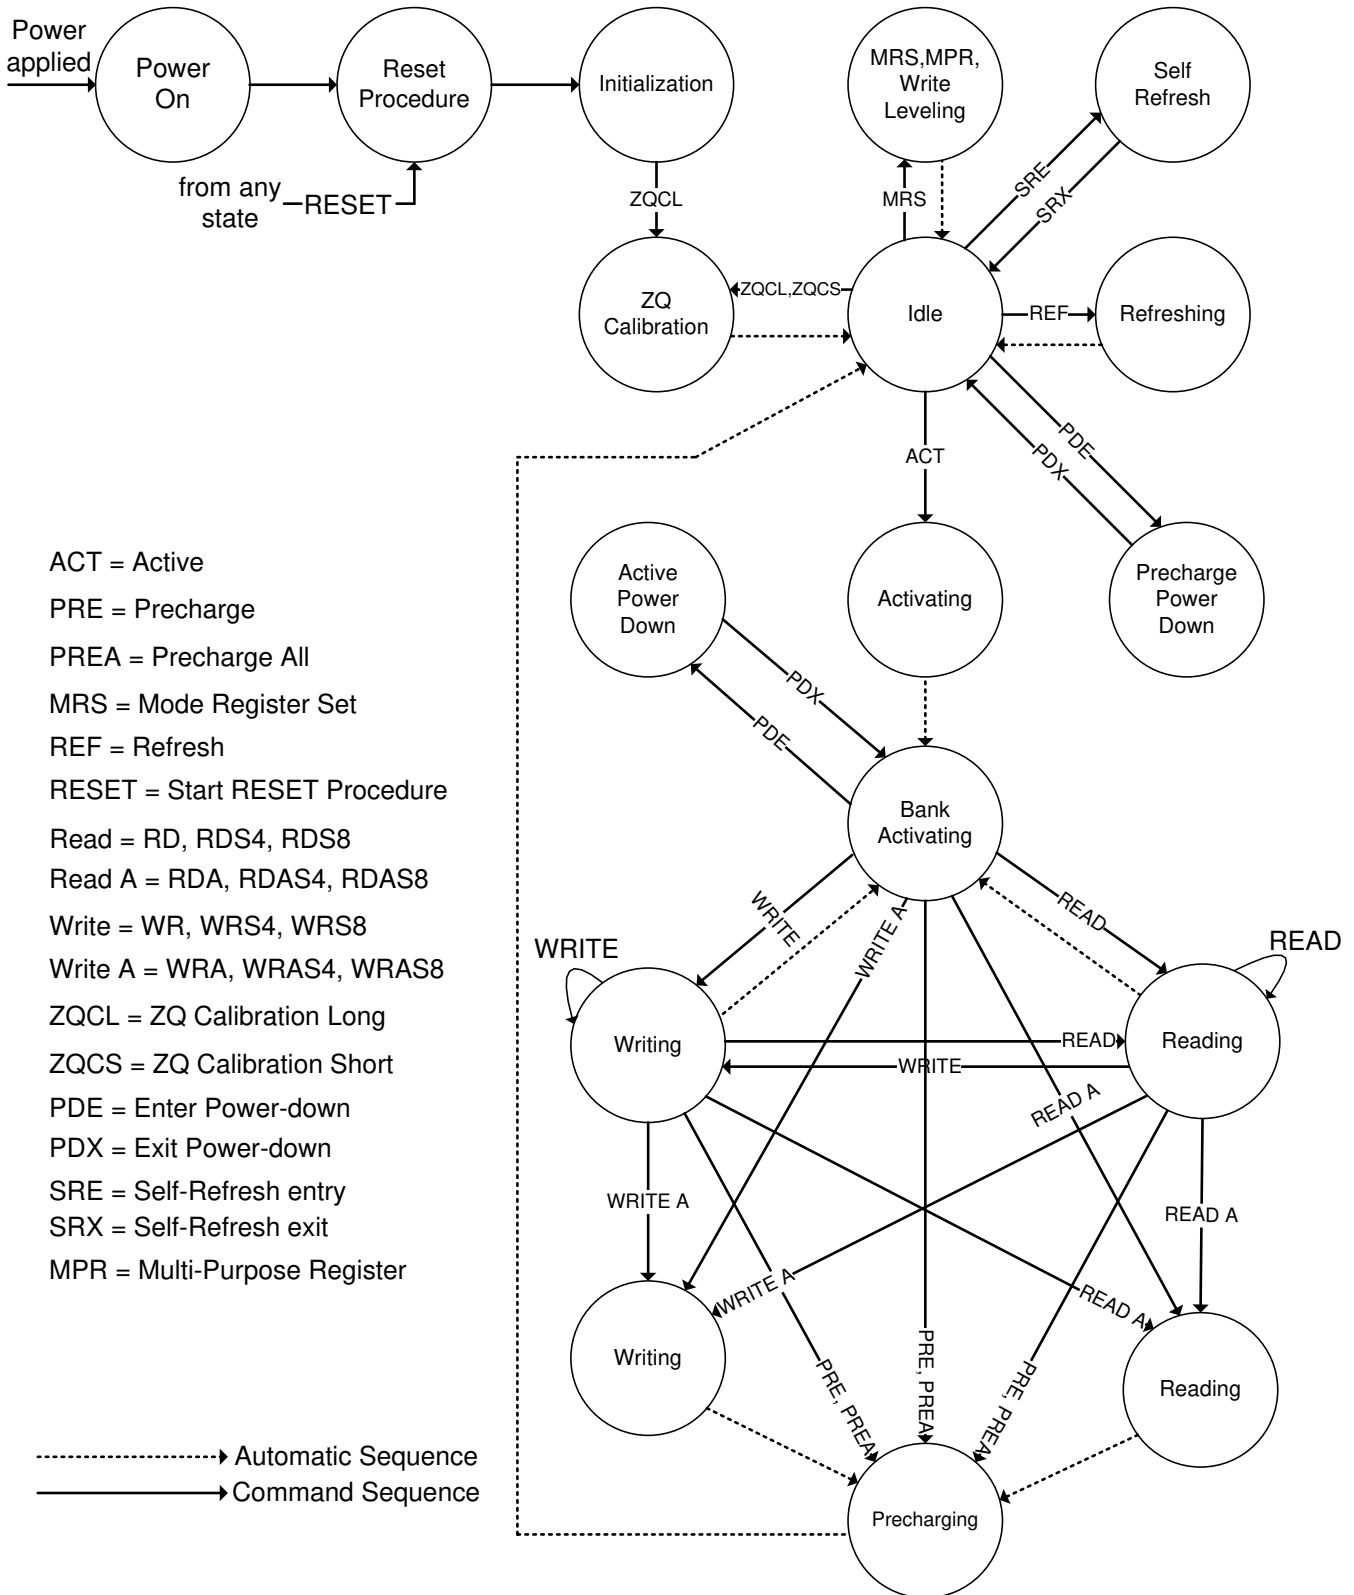 Power
applied
Power
On
Reset
Procedure
Initialization
MRS,MPR,
Write
Leveling
Self
Refresh
from any
state
RESET
ZQCL
MRS
SRE
SRX
ZQ
Calibration
ZQCL,ZQCS
Idle
REF
Refreshing
ACT
PDE
PDX
Active
Power
Down
Activating
Precharge
Power
Down
PDX
PDE
Bank
Activating
WRITE
WRITE A
READ
WRITE
READ
Writing
READ
WRITE
Reading
READ A
WRITE A
READ A
WRITE A
READ A
Writing
PRE, PREA
PRE, PREA
PRE, PREA
Reading
Precharging
ACT = Active
PRE = Precharge
PREA = Precharge All
MRS = Mode Register Set
REF = Refresh
RESET = Start RESET Procedure
Read = RD, RDS4, RDS8
Read A = RDA, RDAS4, RDAS8
Write = WR, WRS4, WRS8
Write A = WRA, WRAS4, WRAS8
ZQCL = ZQ Calibration Long
ZQCS = ZQ Calibration Short
PDE = Enter Power-down
PDX = Exit Power-down
SRE = Self-Refresh entry
SRX = Self-Refresh exit
MPR = Multi-Purpose Register
Automatic Sequence
Command Sequence